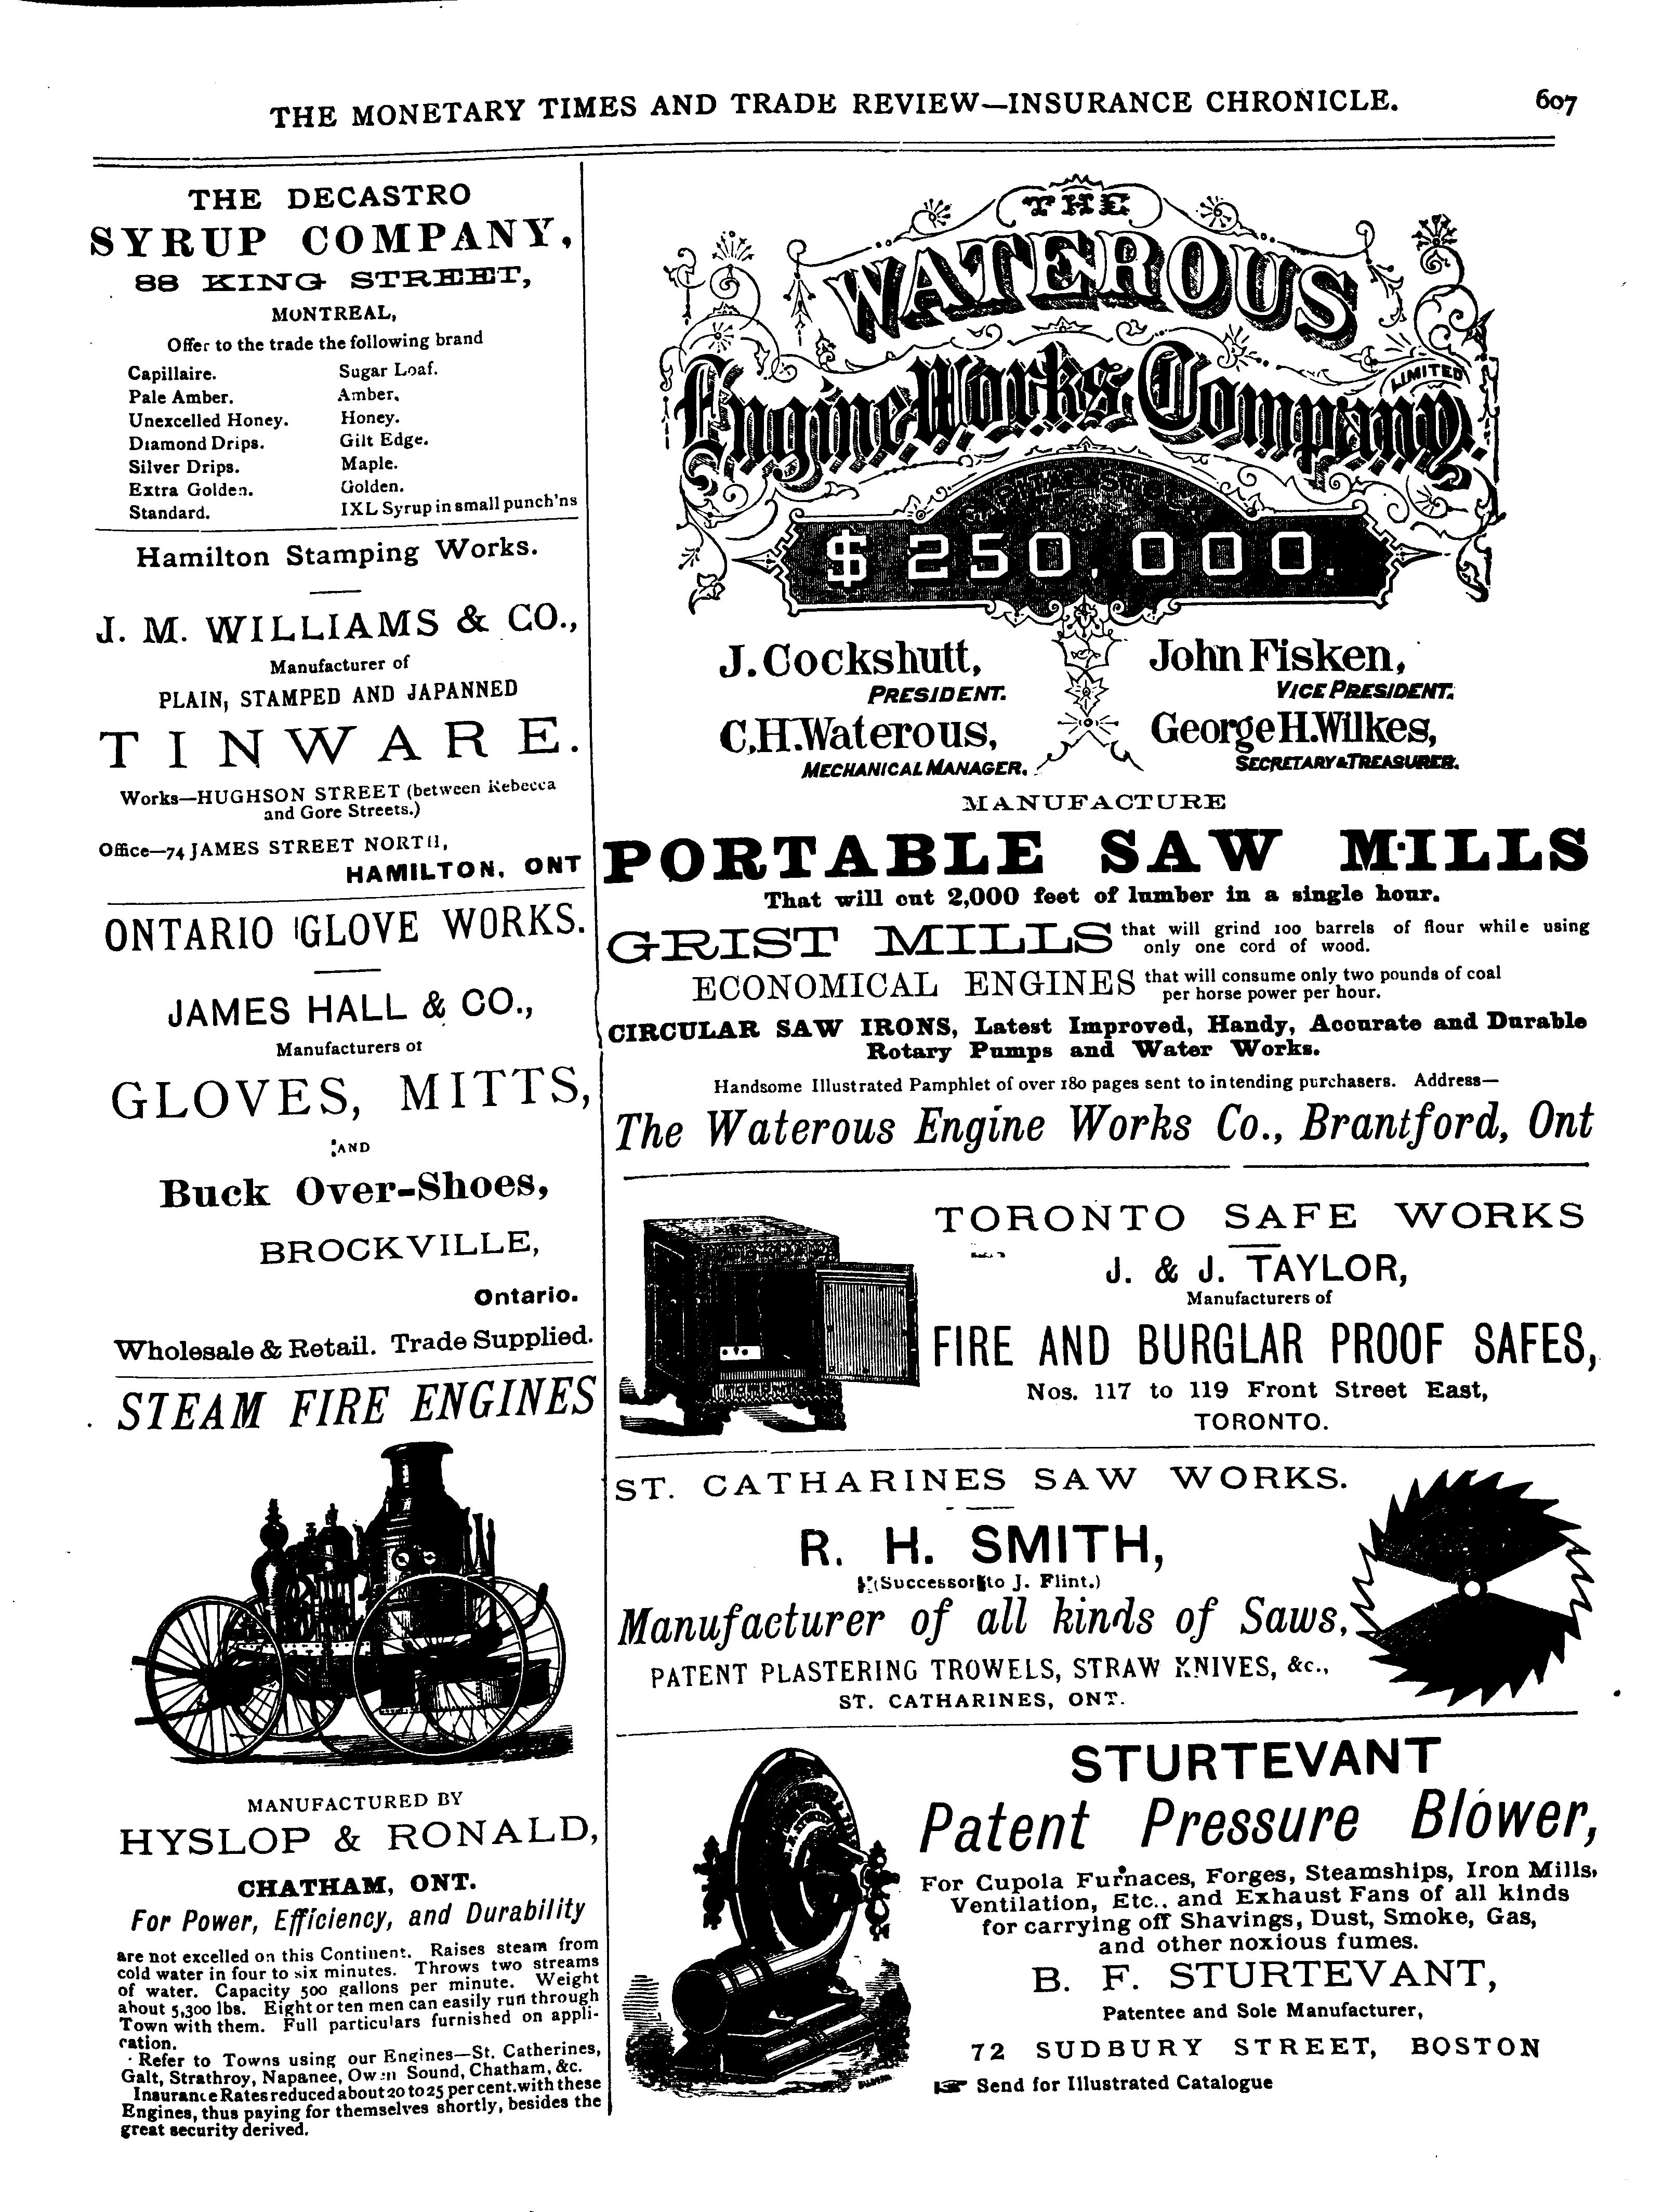 THE MONETARY TIMES AND TRADE REVIEW—INSURANCE CHRONICLE.
607
THE DECASTRO
SYRUP COMPANY,
88 KING STREET,
MONTREAL,
Offer to the trade the following brand
Capillaire. Sugar Loaf.
Pale Amber. Amber.
Unexcelled Honey. Honey.
Diamond Drips. Gilt Edge.
Silver Drips. Maple.
Extra Golden. Golden.
Standard. IXL Syrup in small punch'ns
Hamilton Stamping Works.
J. M. WILLIAMS & CO.,
Manufacturer of
PLAIN, STAMPED AND JAPANNED
TINWARE.
Works—HUGHSON STREET (between Rebecca
and Gore Streets.)
Office—74 JAMES STREET NORTH,
HAMILTON, ONT
ONTARIO GLOVE WORKS.
JAMES HALL & CO.,
Manufacturers of
GLOVES, MITTS,
AND
Buck Over-Shoes,
BROCKVILLE,
Ontario.
Wholesale & Retail. Trade Supplied.
STEAM FIRE ENGINES
MANUFACTURED BY
HYSLOP & RONALD,
CHATHAM, ONT.
For Power, Efficiency, and Durability
are not excelled on this Continent. Raises steam from
cold water in four to six minutes. Throws two streams
of water. Capacity 500 gallons per minute. Weight
about 5,300 lbs. Eight or ten men can easily run through
Town with them. Full particulars furnished on appli-
cation.
Refer to Towns using our Engines—St. Catherines,
Galt, Strathroy, Napanee, Owen Sound, Chatham, &c.
Insurance Rates reduced about 20 to 25 per cent. with these
Engines, thus paying for themselves shortly, besides the
great security derived.
THE
WATEROUS
Engine Works Company
LIMITED
CAPITAL STOCK
$250,000.
J. Cockshutt,
PRESIDENT.
John Fisken,
VICE PRESIDENT.
C.H. Waterous,
MECHANICAL MANAGER.
George H. Wilkes,
SECRETARY & TREASURER.
MANUFACTURE
PORTABLE SAW MILLS
That will cut 2,000 feet of lumber in a single hour.
GRIST MILLS that will grind 100 barrels of flour while using
only one cord of wood.
ECONOMICAL ENGINES that will consume only two pounds of coal
per horse power per hour.
CIRCULAR SAW IRONS, Latest Improved, Handy, Accurate and Durable
Rotary Pumps and Water Works.
Handsome Illustrated Pamphlet of over 180 pages sent to intending purchasers. Address—
The Waterous Engine Works Co., Brantford, Ont
TORONTO SAFE WORKS
J. & J. TAYLOR,
Manufacturers of
FIRE AND BURGLAR PROOF SAFES,
Nos. 117 to 119 Front Street East,
TORONTO.
ST. CATHARINES SAW WORKS.
R. H. SMITH,
(Successor to J. Flint.)
Manufacturer of all kinds of Saws,
PATENT PLASTERING TROWELS, STRAW KNIVES, &c.,
ST. CATHARINES, ONT.
STURTEVANT
Patent Pressure Blower,
For Cupola Furnaces, Forges, Steamships, Iron Mills,
Ventilation, Etc., and Exhaust Fans of all kinds
for carrying off Shavings, Dust, Smoke, Gas,
and other noxious fumes.
B. F. STURTEVANT,
Patentee and Sole Manufacturer,
72 SUDBURY STREET, BOSTON
☞ Send for Illustrated Catalogue